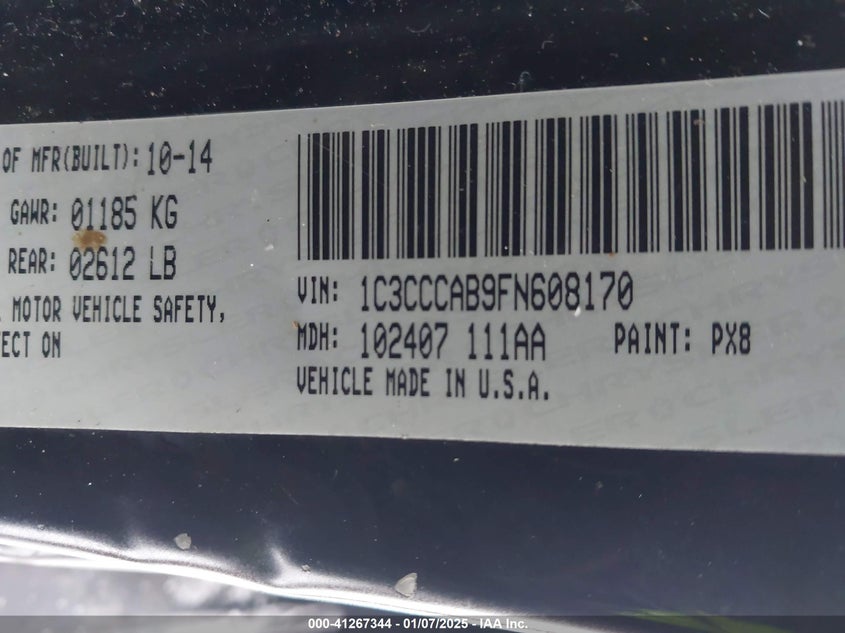 OF MFR(BUILT): 10-14
GAWR: 01185 KG
REAR: 02612 LB
MOTOR VEHICLE SAFETY,
ECT ON
VIN: 1C3CCCAB9FN608170
MDH: 102407 111AA PAINT: PX8
VEHICLE MADE IN U.S.A.
000-41267344 - 01/07/2025 - IAA Inc.